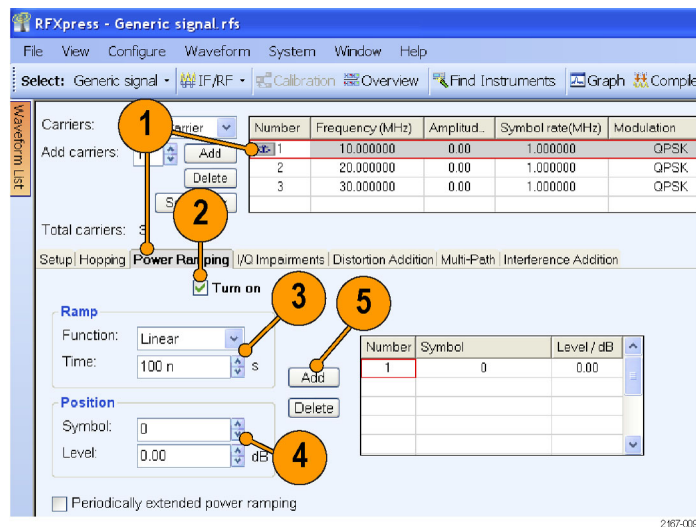 RFXpress - Generic signal.rfs
File View Configure Waveform System Window Help
Select: Generic signal IF/RF Calibration Overview Find Instruments Graph
Waveform List
Carriers:
1
Number Frequency (MHz) Amplitud... Symbol rate(MHz) Modulation
Add carriers: Add
1 10.000000 0.00 1.000000 QPSK
Delete
2 20.000000 0.00 1.000000 QPSK
3 30.000000 0.00 1.000000 QPSK
2
Total carriers:
Setup Hopping Power Ramping I/Q Impairments Distortion Addition Multi-Path Interference Addition
Turn on
3
5
Ramp
Function: Linear
Time: 100 n s
Number Symbol Level / dB
1 0 0.00
Add
Position
Delete
Symbol: 0
Level: 0.00 dB
4
Periodically extended power ramping
2167-009